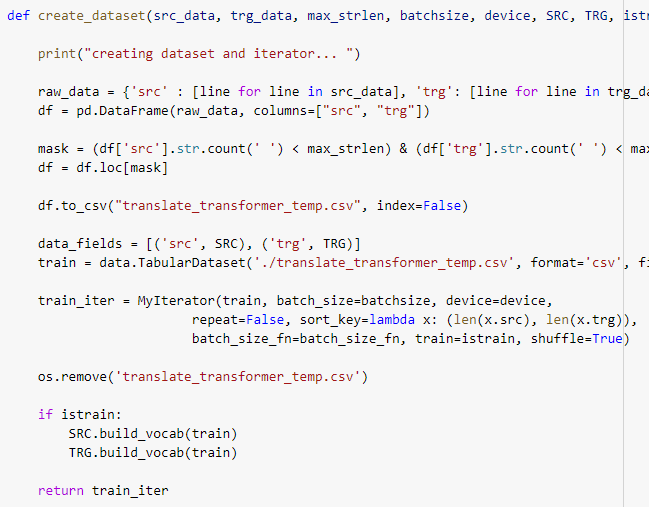 def create_dataset(src_data, trg_data, max_strlen, batchsize, device, SRC, TRG, istr
print("creating dataset and iterator... ")
raw_data = {'src' : [line for line in src_data], 'trg': [line for line in trg_da
df = pd.DataFrame(raw_data, columns=["src", "trg"])
mask = (df['src'].str.count(' ') < max_strlen) & (df['trg'].str.count(' ') < max
df = df.loc[mask]
df.to_csv("translate_transformer_temp.csv", index=False)
data_fields = [('src', SRC), ('trg', TRG)]
train = data.TabularDataset('./translate_transformer_temp.csv', format='csv', fi
train_iter = MyIterator(train, batch_size=batchsize, device=device,
repeat=False, sort_key=lambda x: (len(x.src), len(x.trg)),
batch_size_fn=batch_size_fn, train=istrain, shuffle=True)
os.remove('translate_transformer_temp.csv')
if istrain:
SRC.build_vocab(train)
TRG.build_vocab(train)
return train_iter